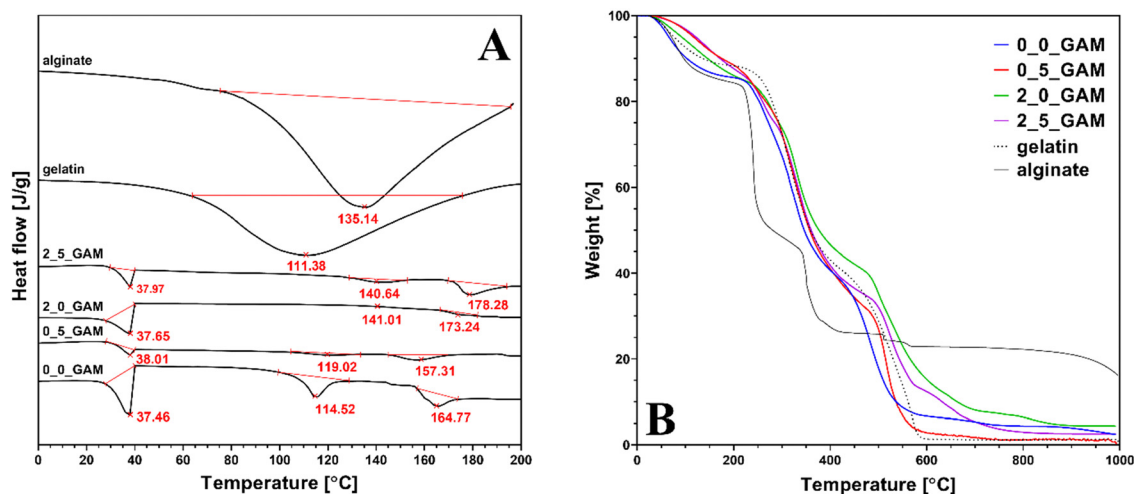 A
alginate
135.14
gelatin
111.38
2_5_GAM
37.97
140.64
178.28
2_0_GAM
37.65
141.01
173.24
0_5_GAM
38.01
119.02
157.31
0_0_GAM
37.46
114.52
164.77
Heat flow [J/g]
0 20 40 60 80 100 120 140 160 180 200
Temperature [°C]
B
100
80
60
40
20
0
Weight [%]
0_0_GAM
0_5_GAM
2_0_GAM
2_5_GAM
gelatin
alginate
0 200 400 600 800 1000
Temperature [°C]